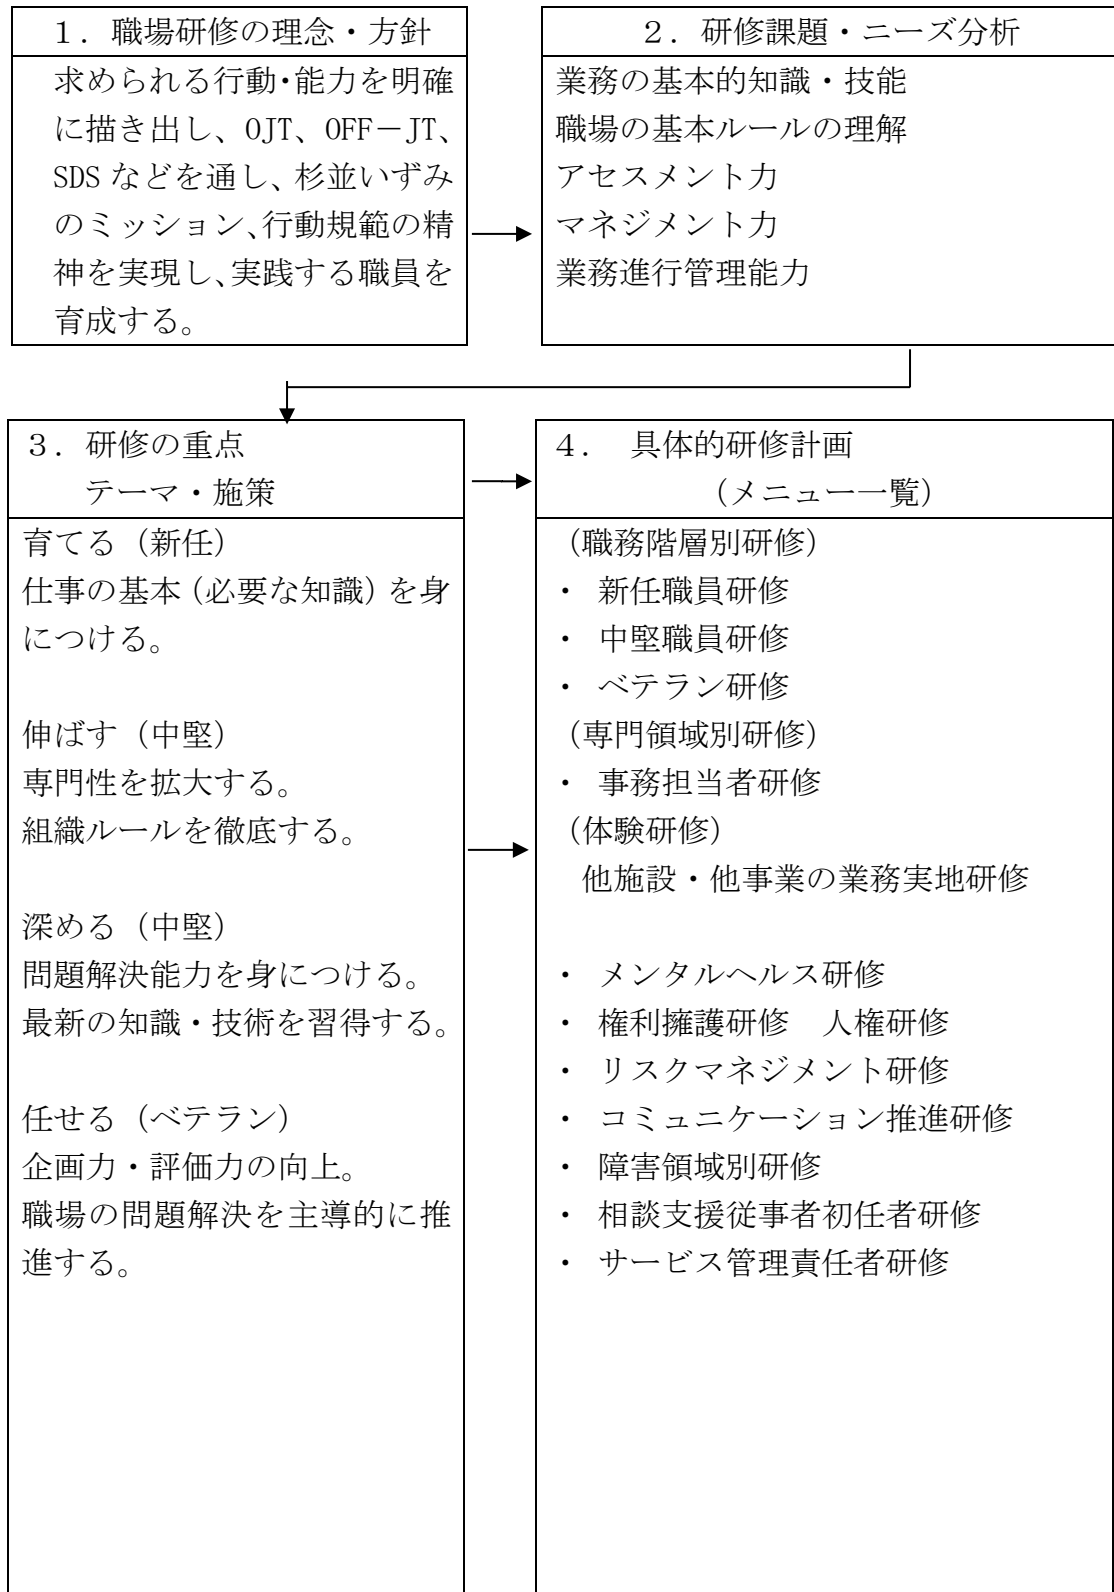 １．職場研修の理念・方針
求められる行動・能力を明確
に描き出し、OJT、OFF－JT、
SDS などを通し、杉並いずみ
のミッション、行動規範の精
神を実現し、実践する職員を
育成する。
２．研修課題・ニーズ分析
業務の基本的知識・技能
職場の基本ルールの理解
アセスメント力
マネジメント力
業務進行管理能力
３．研修の重点
テーマ・施策
育てる（新任）
仕事の基本（必要な知識）を身
につける。
伸ばす（中堅）
専門性を拡大する。
組織ルールを徹底する。
深める（中堅）
問題解決能力を身につける。
最新の知識・技術を習得する。
任せる（ベテラン）
企画力・評価力の向上。
職場の問題解決を主導的に推
進する。
４．　具体的研修計画
（メニュー一覧）
（職務階層別研修）
・ 新任職員研修
・ 中堅職員研修
・ ベテラン研修
（専門領域別研修）
・ 事務担当者研修
（体験研修）
他施設・他事業の業務実地研修
・ メンタルヘルス研修
・ 権利擁護研修　人権研修
・ リスクマネジメント研修
・ コミュニケーション推進研修
・ 障害領域別研修
・ 相談支援従事者初任者研修
・ サービス管理責任者研修